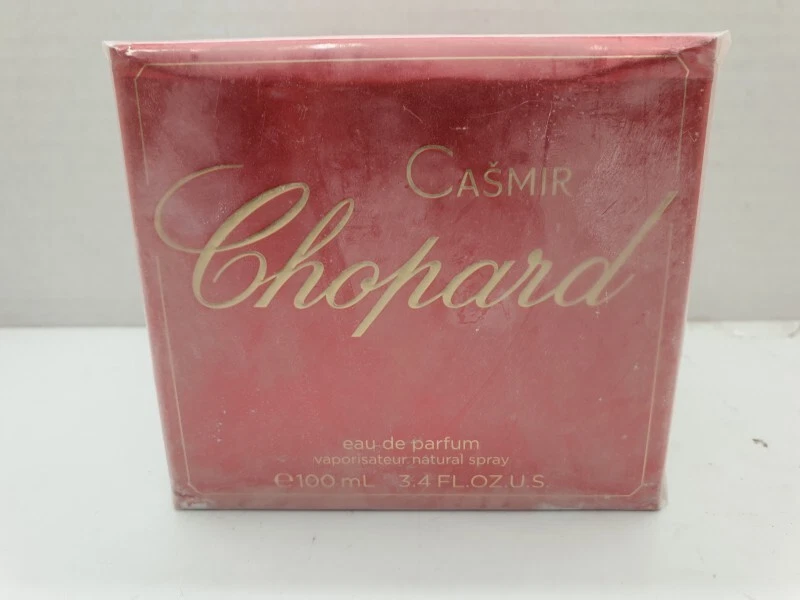 CAŠMIR
Chopard
eau de parfum
vaporisateur natural spray
℮100 mL 3.4 FL.OZ.U.S.